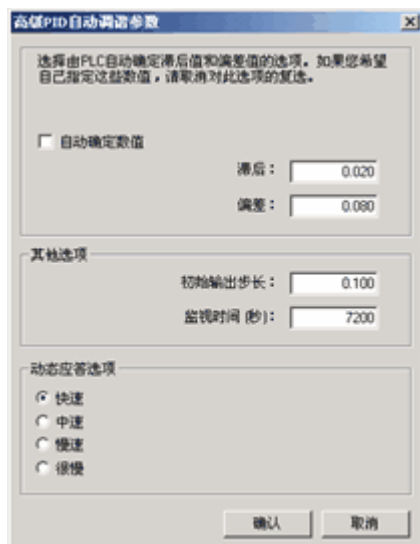 高级PID自动调谐参数
选择由PLC自动确定滞后值和偏差值的选项。如果您希望
自己指定这些数值，请取消对此选项的复选。
自动确定数值
滞后： 0.020
偏差： 0.080
其他选项
初始输出步长： 0.100
监视时间(秒)： 7200
动态应答选项
快速
中速
慢速
很慢
确认 取消